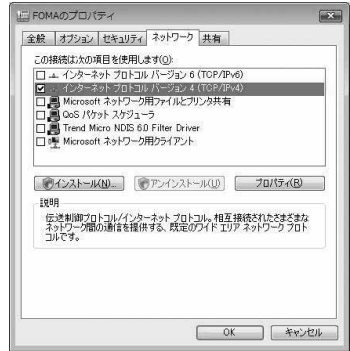 FOMAのプロパティ
全般 オプション セキュリティ ネットワーク 共有
この接続は次の項目を使用します(O):
インターネット プロトコル バージョン 6 (TCP/IPv6)
インターネット プロトコル バージョン 4 (TCP/IPv4)
Microsoft ネットワーク用ファイルとプリンタ共有
QoS パケット スケジューラ
Trend Micro NDIS 6.0 Filter Driver
Microsoft ネットワーク用クライアント
インストール(N)... アンインストール(U) プロパティ(R)
説明
伝送制御プロトコル/インターネット プロトコル。相互接続されたさまざまな
ネットワーク間の通信を提供する、既定のワイド エリア ネットワーク プロト
コルです。
OK キャンセル